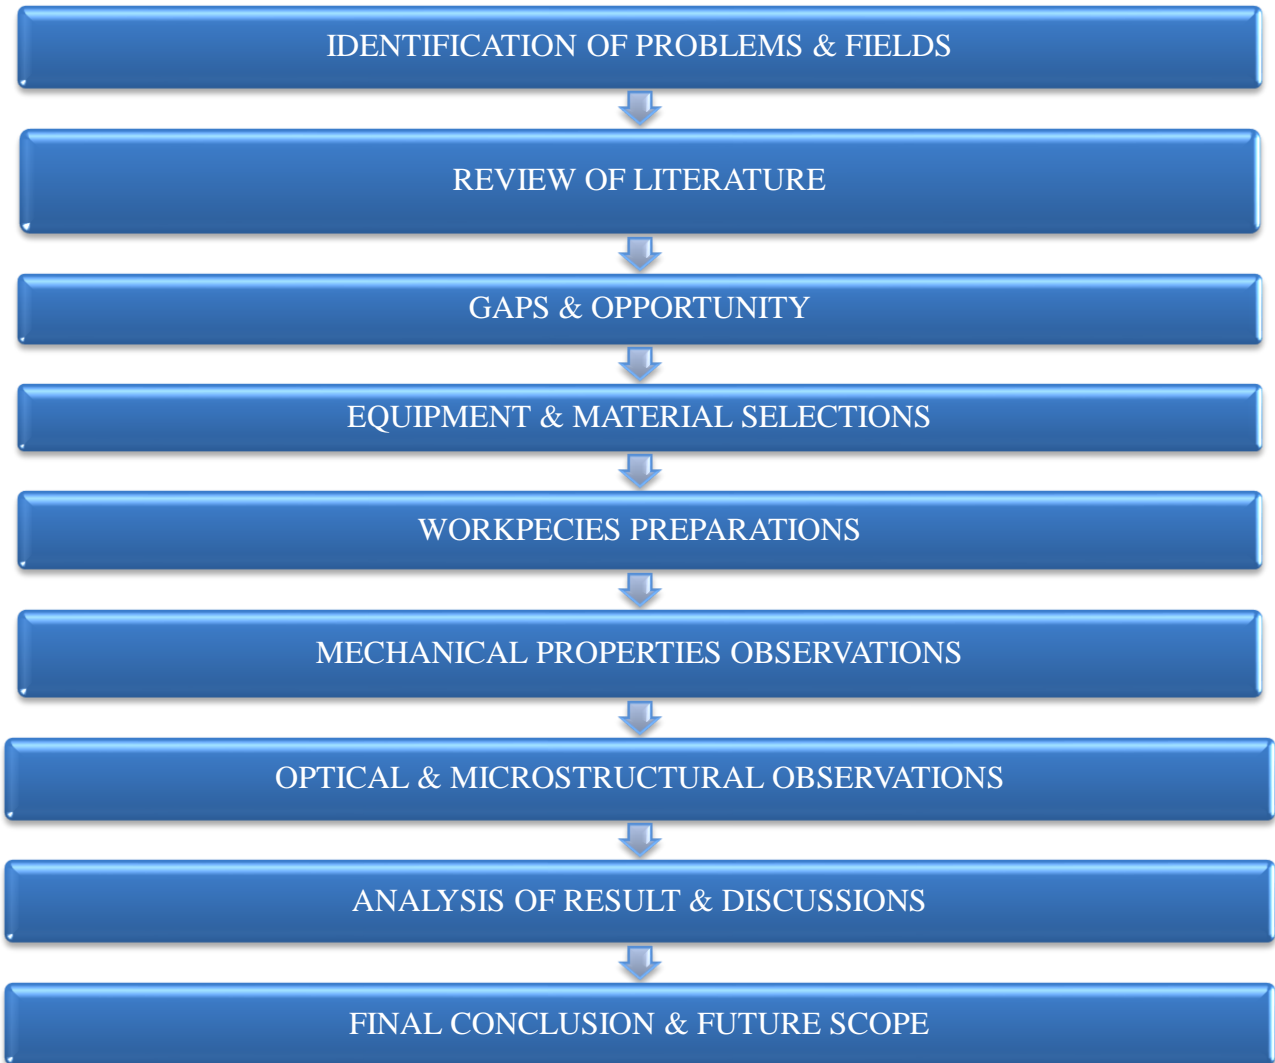 IDENTIFICATION OF PROBLEMS & FIELDS
REVIEW OF LITERATURE
GAPS & OPPORTUNITY
EQUIPMENT & MATERIAL SELECTIONS
WORKPECIES PREPARATIONS
MECHANICAL PROPERTIES OBSERVATIONS
OPTICAL & MICROSTRUCTURAL OBSERVATIONS
ANALYSIS OF RESULT & DISCUSSIONS
FINAL CONCLUSION & FUTURE SCOPE